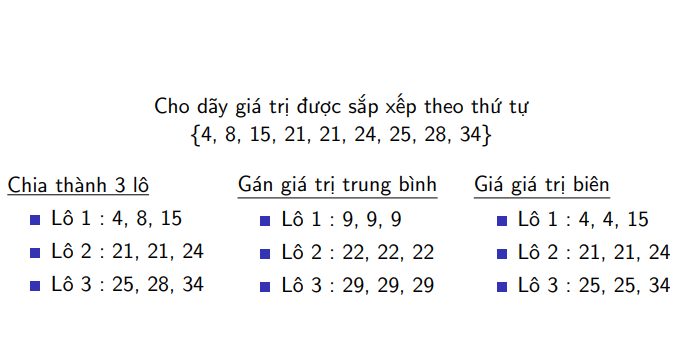 Cho dãy giá trị được sắp xếp theo thứ tự
{4, 8, 15, 21, 21, 24, 25, 28, 34}
Chia thành 3 lô
Lô 1 : 4, 8, 15
Lô 2 : 21, 21, 24
Lô 3 : 25, 28, 34
Gán giá trị trung bình
Lô 1 : 9, 9, 9
Lô 2 : 22, 22, 22
Lô 3 : 29, 29, 29
Giá giá trị biên
Lô 1 : 4, 4, 15
Lô 2 : 21, 21, 24
Lô 3 : 25, 25, 34